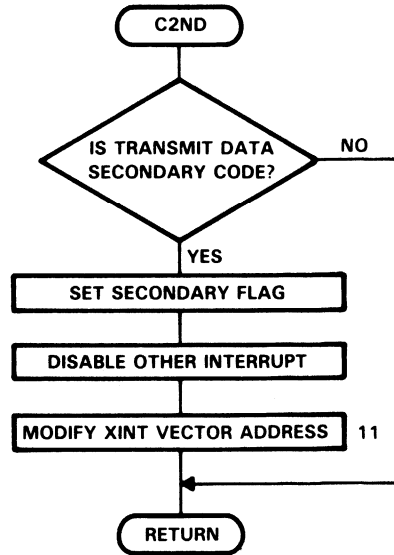 C2ND
IS TRANSMIT DATA
SECONDARY CODE?
NO
YES
SET SECONDARY FLAG
DISABLE OTHER INTERRUPT
MODIFY XINT VECTOR ADDRESS 11
RETURN